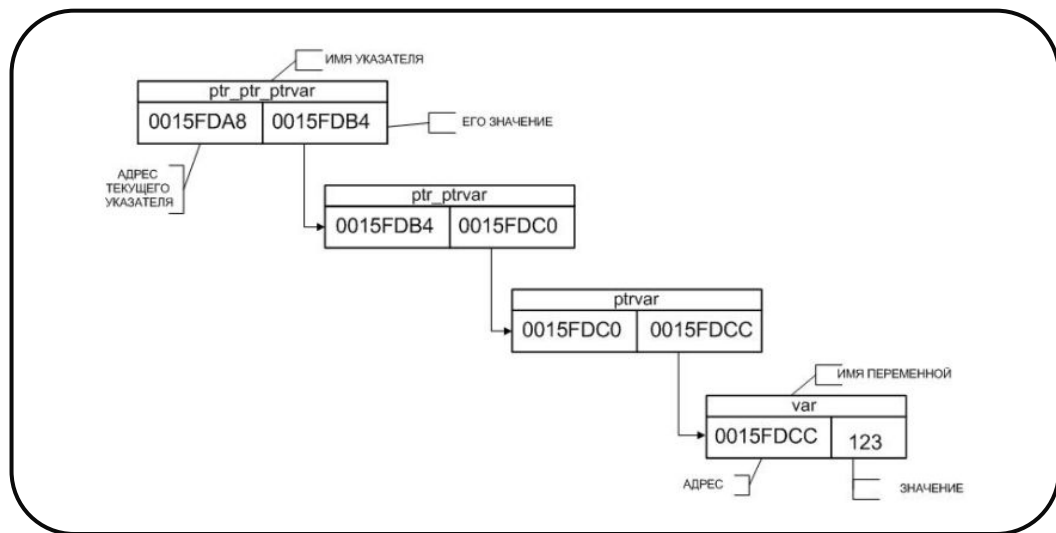 ИМЯ УКАЗАТЕЛЯ
ptr_ptr_ptrvar
0015FDA8 0015FDB4
ЕГО ЗНАЧЕНИЕ
АДРЕС
ТЕКУЩЕГО
УКАЗАТЕЛЯ
ptr_ptrvar
0015FDB4 0015FDC0
ptrvar
0015FDC0 0015FDCC
ИМЯ ПЕРЕМЕННОЙ
var
0015FDCC 123
АДРЕС
ЗНАЧЕНИЕ